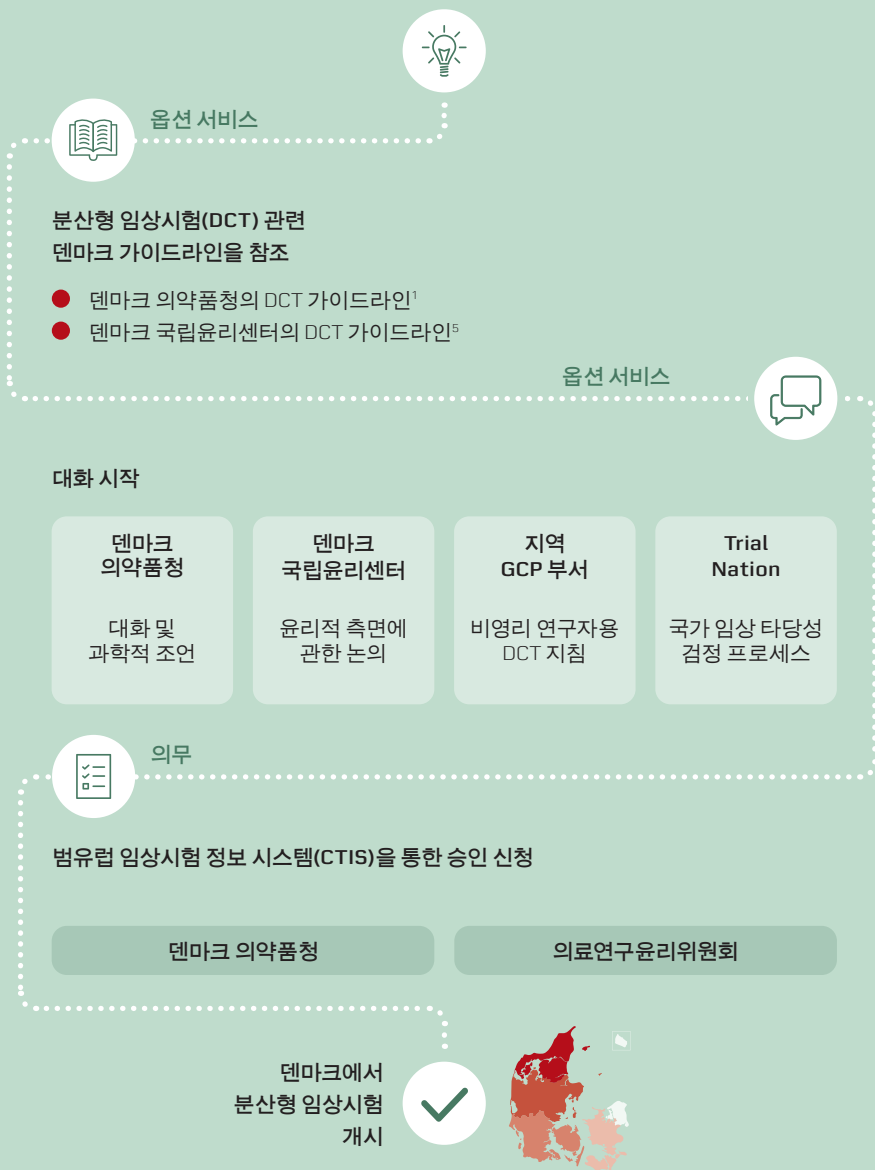 옵션 서비스
분산형 임상시험(DCT) 관련
덴마크 가이드라인을 참조
덴마크 의약품청의 DCT 가이드라인¹
덴마크 국립윤리센터의 DCT 가이드라인⁵
옵션 서비스
대화 시작
덴마크
의약품청
대화 및
과학적 조언
덴마크
국립윤리센터
윤리적 측면에
관한 논의
지역
GCP 부서
비영리 연구자용
DCT 지침
Trial
Nation
국가 임상 타당성
검정 프로세스
의무
범유럽 임상시험 정보 시스템(CTIS)을 통한 승인 신청
덴마크 의약품청
의료연구윤리위원회
덴마크에서
분산형 임상시험
개시